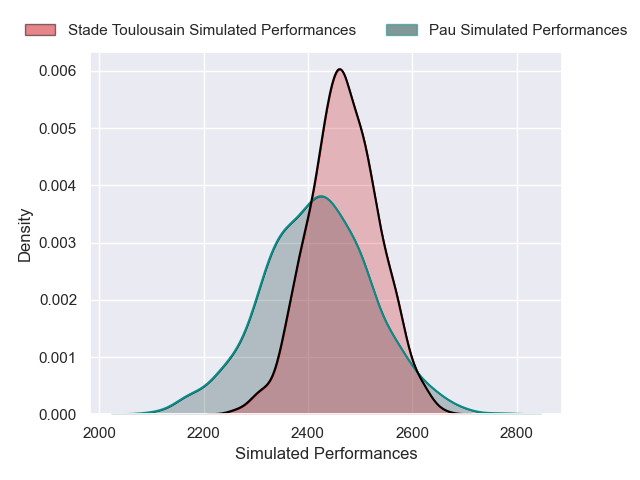 Stade Toulousain Simulated Performances Pau Simulated Performances
0.006
0.005
0.004
0.003
0.002
0.001
0.000
Density
2000 2200 2400 2600 2800
Simulated Performances